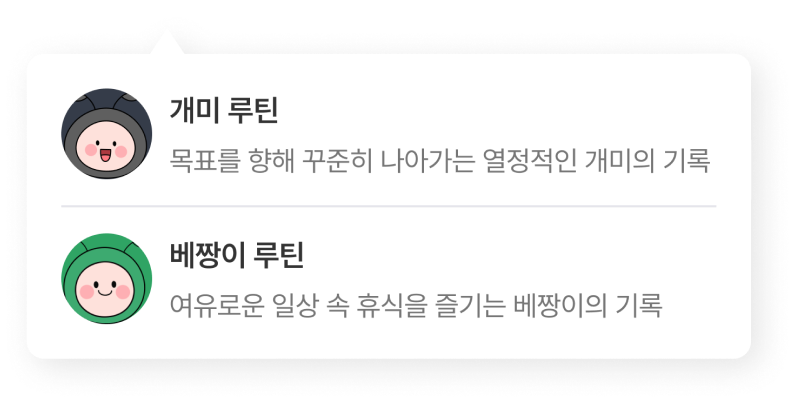 개미 루틴
목표를 향해 꾸준히 나아가는 열정적인 개미의 기록
베짱이 루틴
여유로운 일상 속 휴식을 즐기는 베짱이의 기록